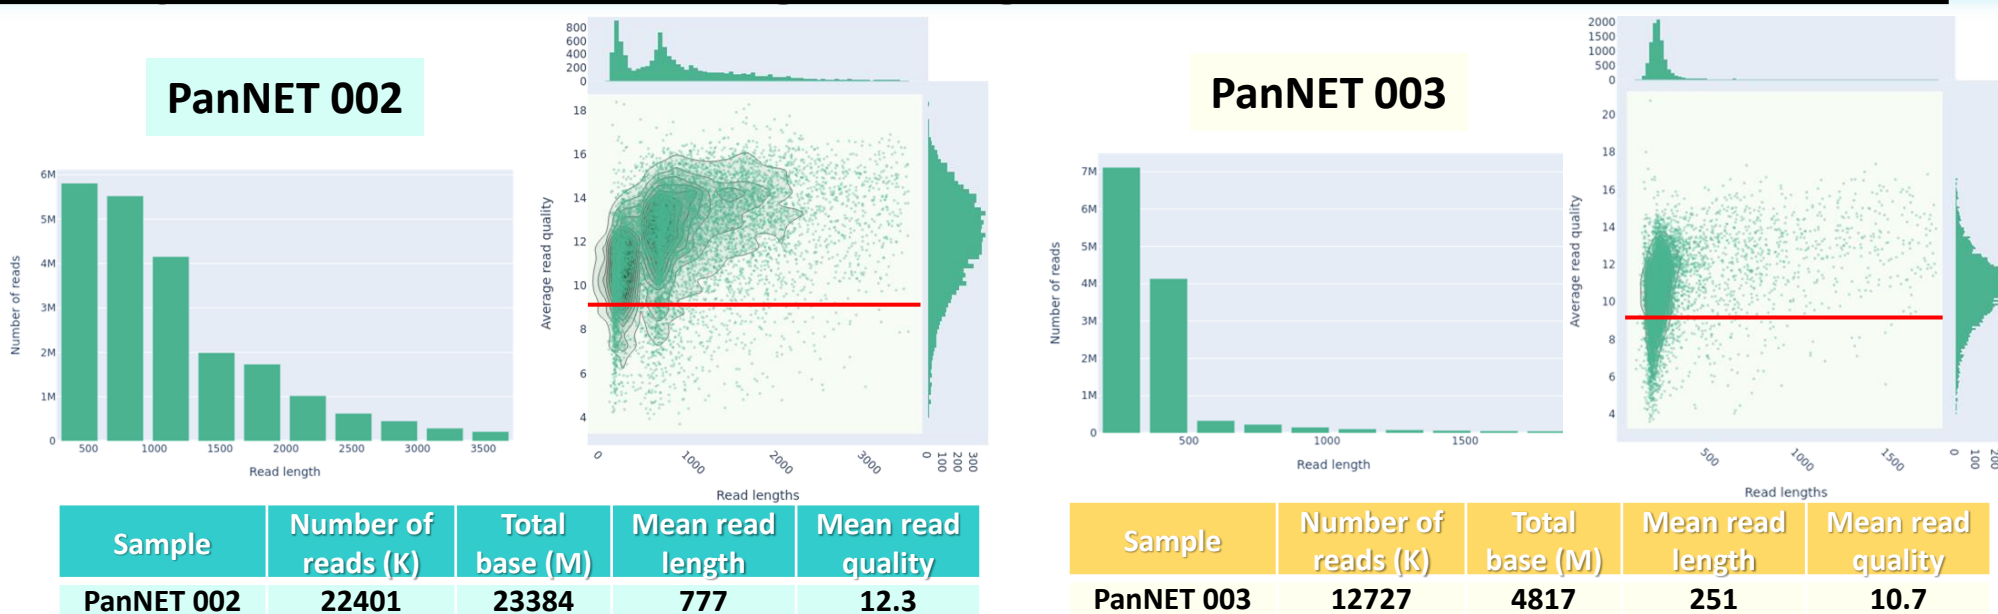 PanNET 002
6M
5M
4M
3M
2M
1M
0
Number of reads
500 1000 1500 2000 2500 3000 3500
Read length
800
600
400
200
0
18
16
14
12
10
8
6
4
Average read quality
0 1000 2000 3000
0 100 200 300
Read lengths
Sample Number of reads (K) Total base (M) Mean read length Mean read quality
PanNET 002 22401 23384 777 12.3
PanNET 003
7M
6M
5M
4M
3M
2M
1M
0
Number of reads
500 1000 1500
Read length
2000
1500
1000
500
0
20
18
16
14
12
10
8
6
4
Average read quality
500 1000 1500
0 100
Read lengths
Sample Number of reads (K) Total base (M) Mean read length Mean read quality
PanNET 003 12727 4817 251 10.7